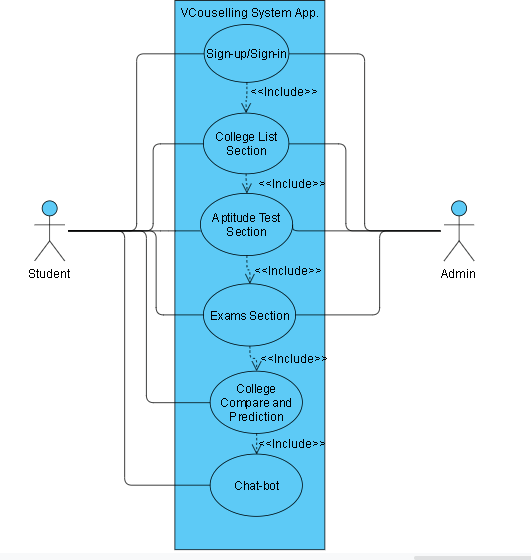 VCouselling System App.
Sign-up/Sign-in
<<Include>>
College List
Section
<<Include>>
Aptitude Test
Section
<<Include>>
Student
Admin
Exams Section
<<Include>>
College
Compare and
Prediction
<<Include>>
Chat-bot